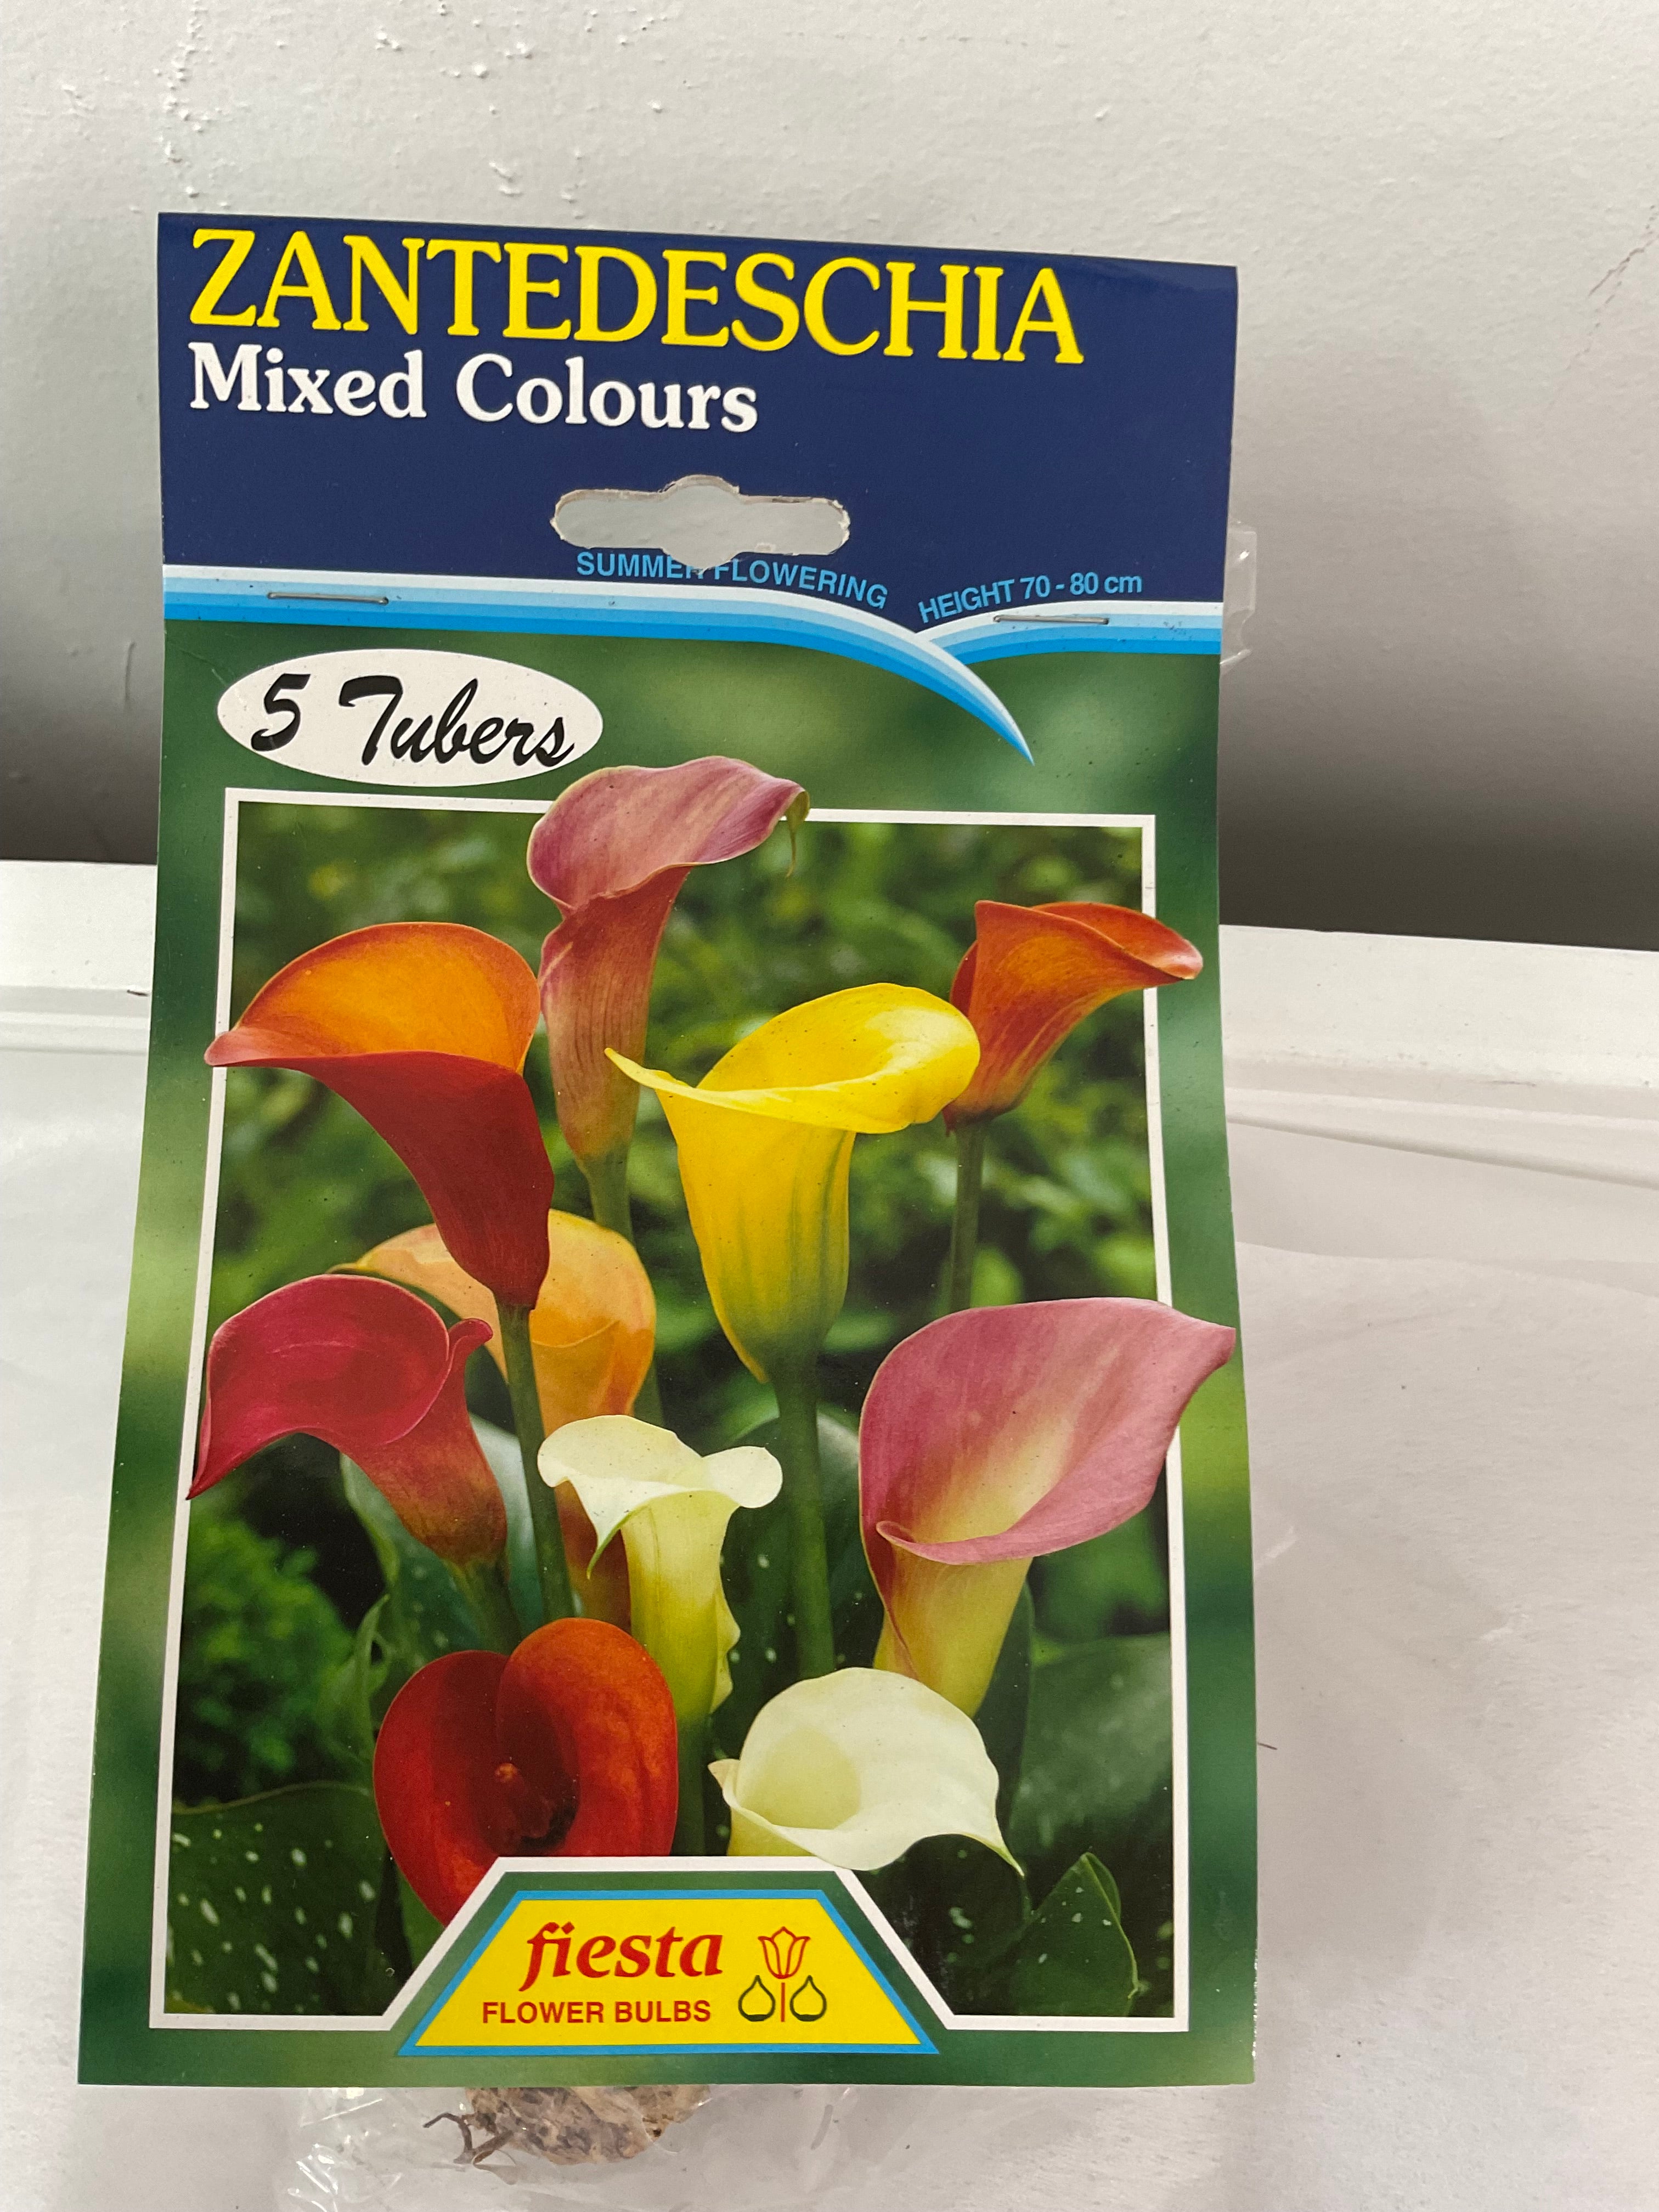 ZANTEDESCHIA
Mixed Colours
SUMMER FLOWERING
HEIGHT 70 - 80 cm
5 Tubers
fiesta
FLOWER BULBS